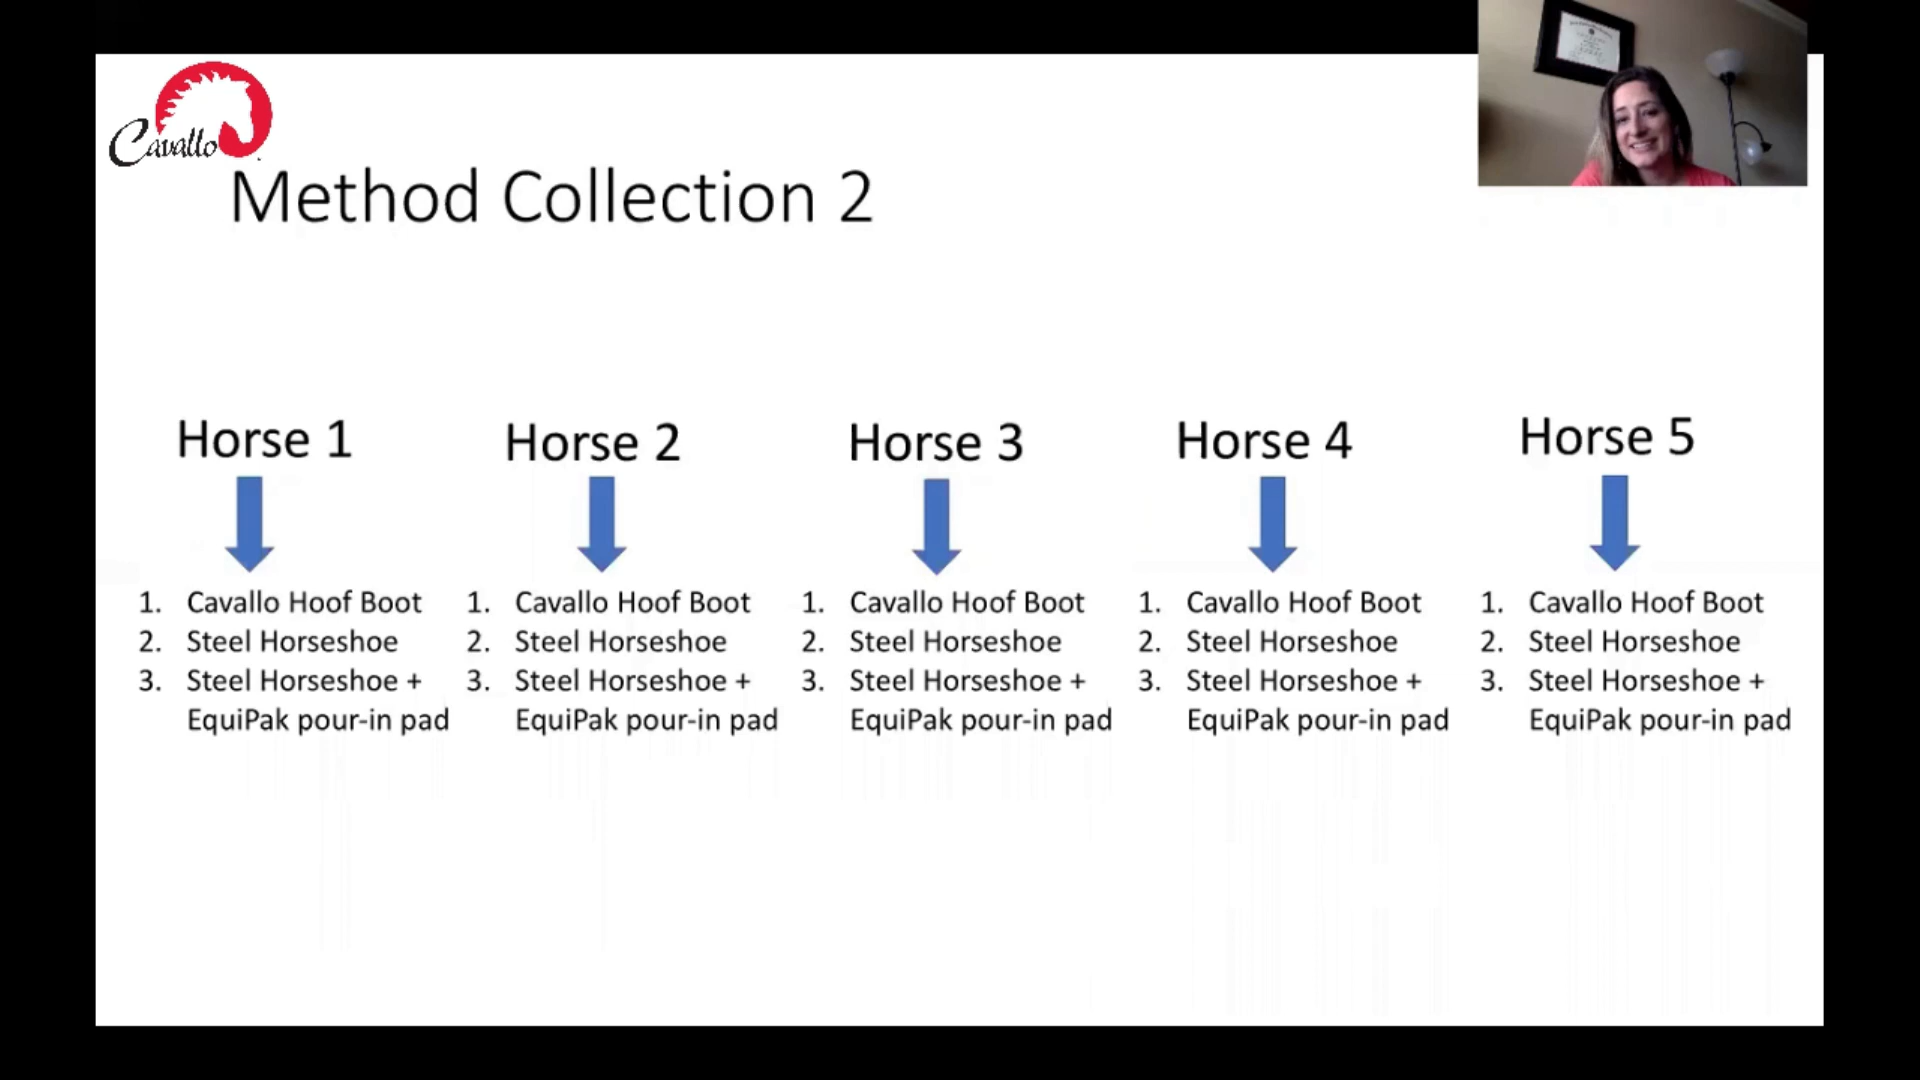 Cavallo
Method Collection 2
Horse 1
1. Cavallo Hoof Boot
2. Steel Horseshoe
3. Steel Horseshoe +
EquiPak pour-in pad
Horse 2
1. Cavallo Hoof Boot
2. Steel Horseshoe
3. Steel Horseshoe +
EquiPak pour-in pad
Horse 3
1. Cavallo Hoof Boot
2. Steel Horseshoe
3. Steel Horseshoe +
EquiPak pour-in pad
Horse 4
1. Cavallo Hoof Boot
2. Steel Horseshoe
3. Steel Horseshoe +
EquiPak pour-in pad
Horse 5
1. Cavallo Hoof Boot
2. Steel Horseshoe
3. Steel Horseshoe +
EquiPak pour-in pad